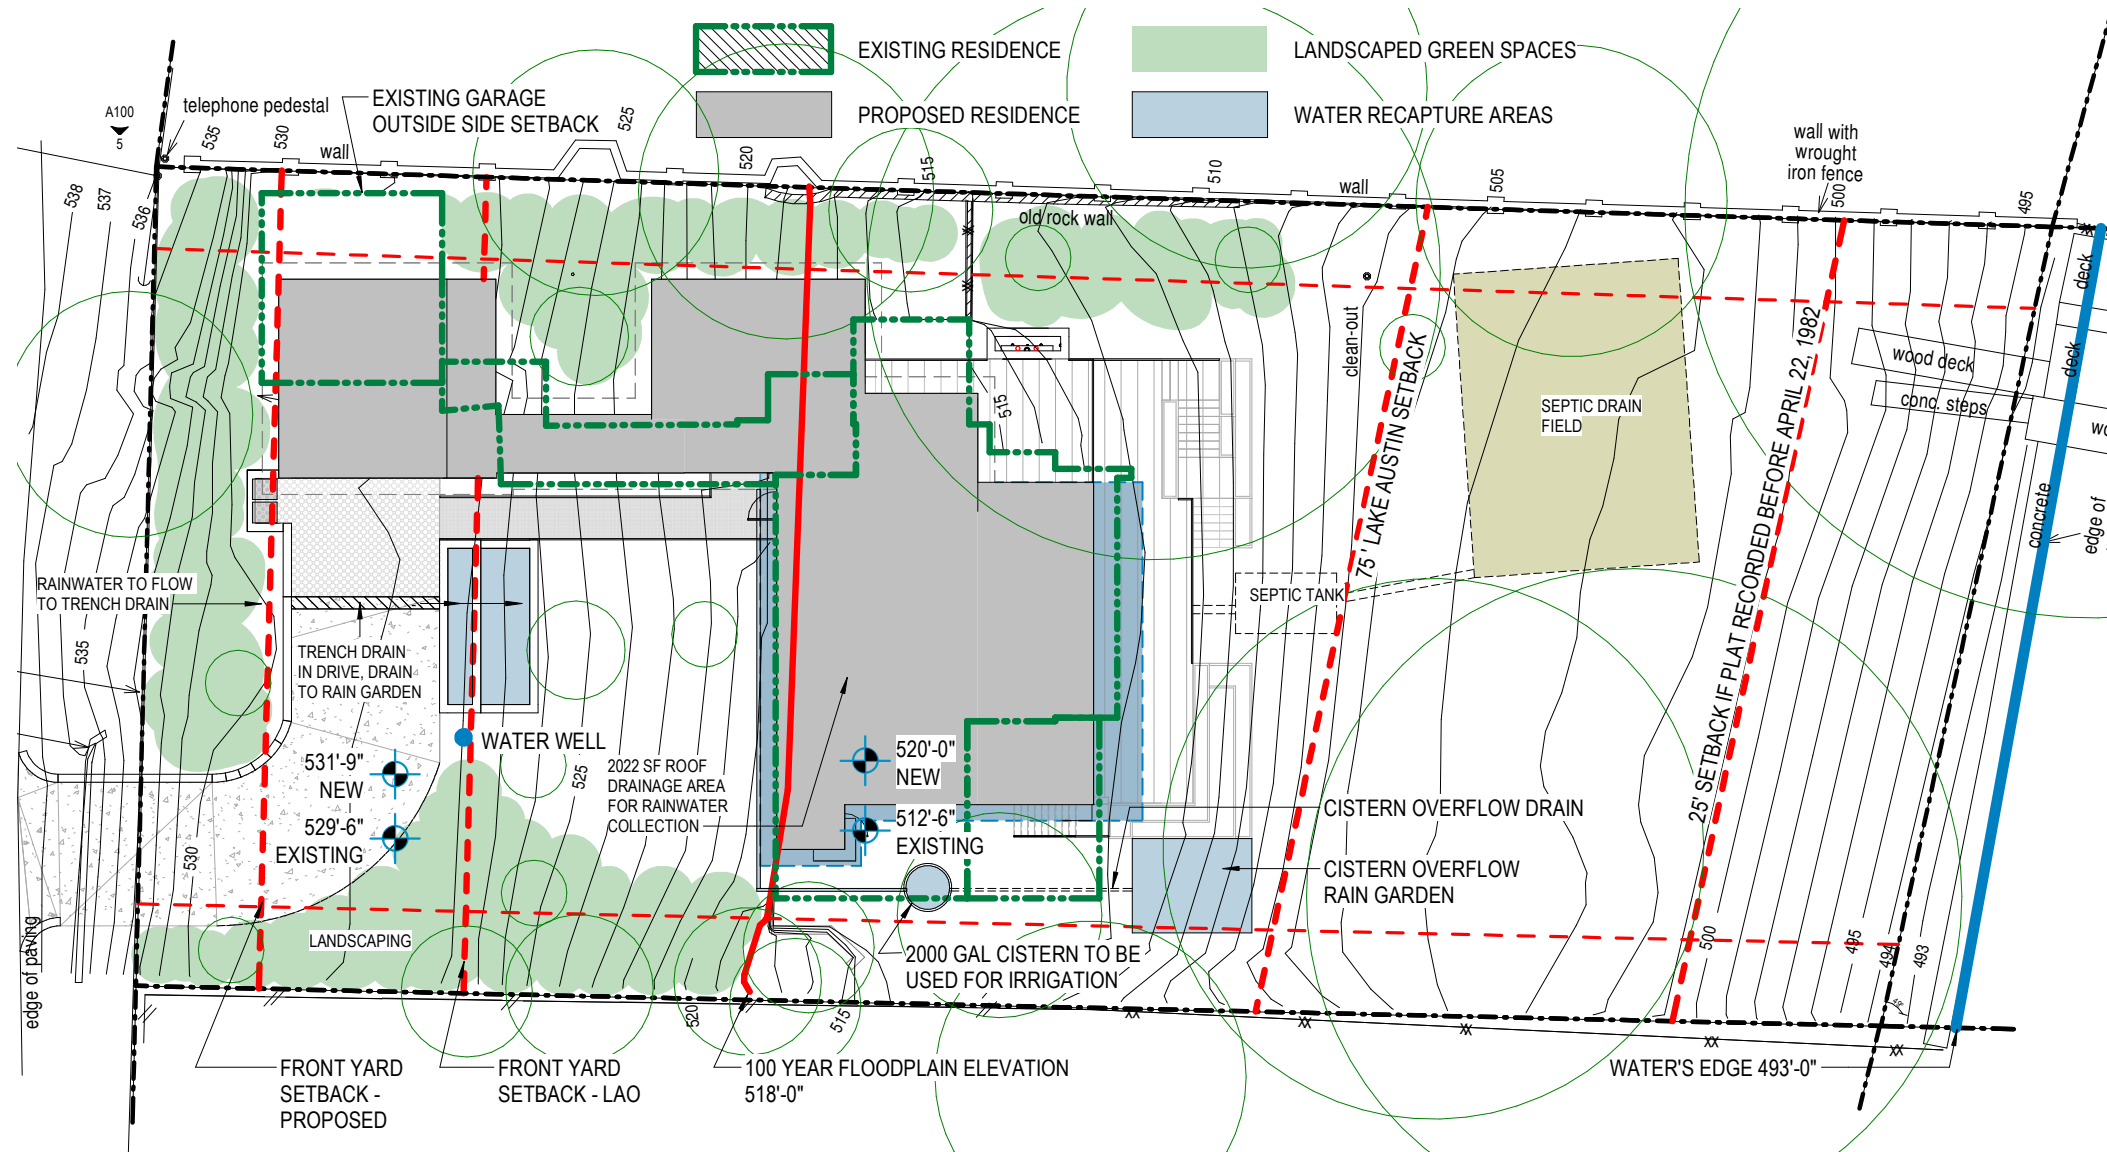 EXISTING RESIDENCE
LANDSCAPED GREEN SPACES
PROPOSED RESIDENCE
WATER RECAPTURE AREAS
A100
5
telephone pedestal
EXISTING GARAGE
OUTSIDE SIDE SETBACK
535
530
wall
525
520
515
510
wall
505
wall with
wrought
iron fence
500
495
538
537
536
old rock wall
deck
deck
clean-out
515
wood deck
conc. steps
SEPTIC DRAIN
FIELD
75 ' LAKE AUSTIN SETBACK
25' SETBACK IF PLAT RECORDED BEFORE APRIL 22, 1982
concrete
edge of
RAINWATER TO FLOW
TO TRENCH DRAIN
SEPTIC TANK
535
TRENCH DRAIN
IN DRIVE, DRAIN
TO RAIN GARDEN
WATER WELL
531'-9"
NEW
529'-6"
EXISTING
525
2022 SF ROOF
DRAINAGE AREA
FOR RAINWATER
COLLECTION
520'-0"
NEW
512'-6"
EXISTING
CISTERN OVERFLOW DRAIN
CISTERN OVERFLOW
RAIN GARDEN
530
edge of paving
LANDSCAPING
2000 GAL CISTERN TO BE
USED FOR IRRIGATION
500
495
494
493
520
515
FRONT YARD
SETBACK -
PROPOSED
FRONT YARD
SETBACK - LAO
100 YEAR FLOODPLAIN ELEVATION
518'-0"
WATER'S EDGE 493'-0"